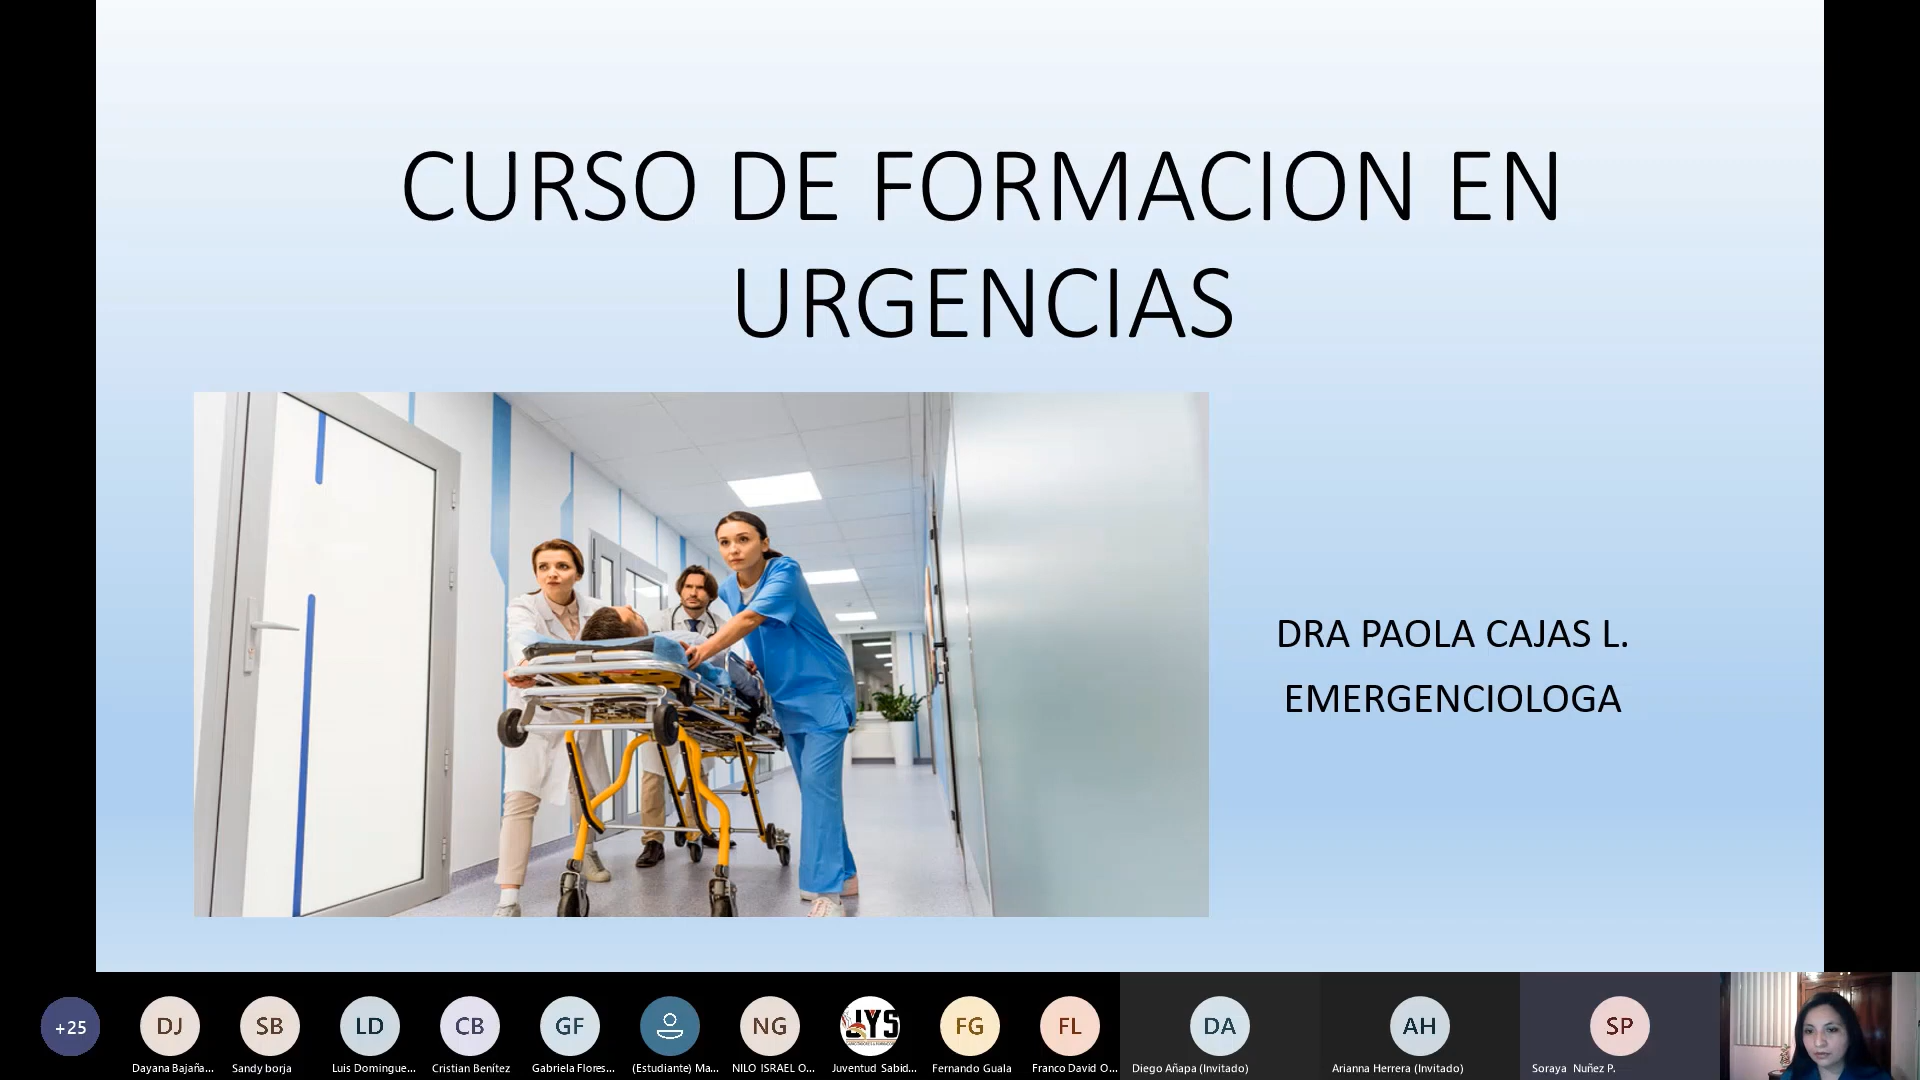 CURSO DE FORMACION EN
URGENCIAS
DRA PAOLA CAJAS L.
EMERGENCIOLOGA
+25
DJ
SB
LD
CB
GF
NG
JYS
FG
FL
DA
AH
SP
Dayana Bajaña...
Sandy borja
Luis Domingue...
Cristian Benítez
Gabriela Flores...
(Estudiante) Ma...
NILO ISRAEL O...
Juventud Sabid...
Fernando Guala
Franco David O...
Diego Añapa (Invitado)
Arianna Herrera (Invitado)
Soraya Nuñez P.